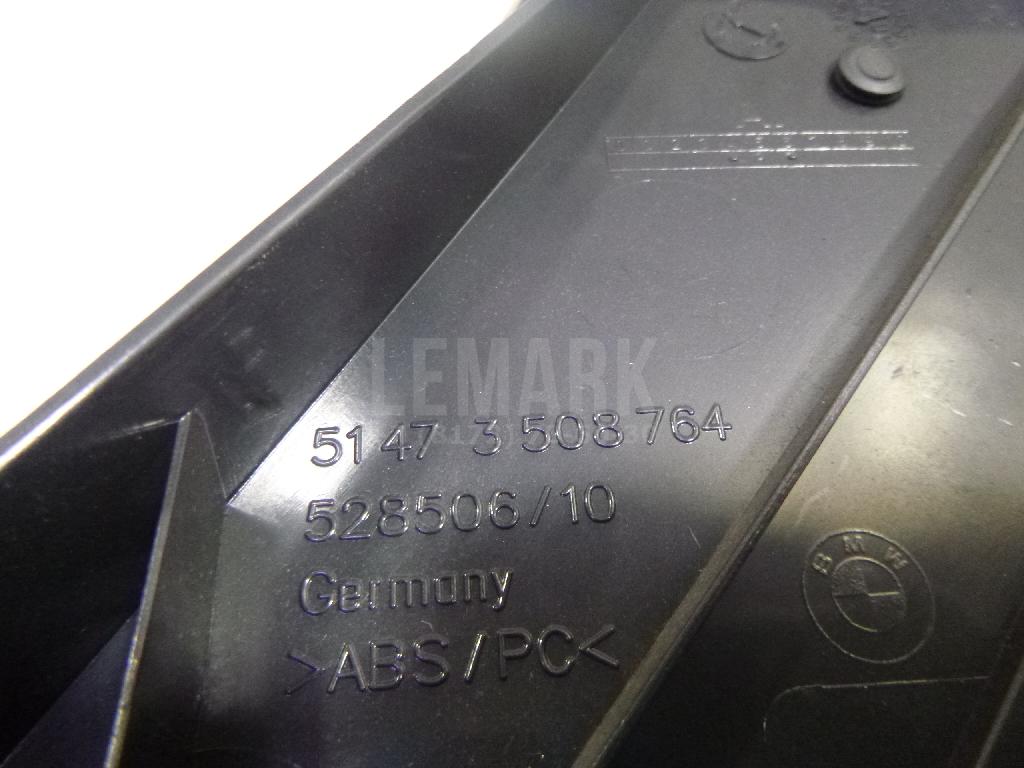 LEMARK
51 47 3 508 764
528506/10
Germany
>ABS/PC<
BMW